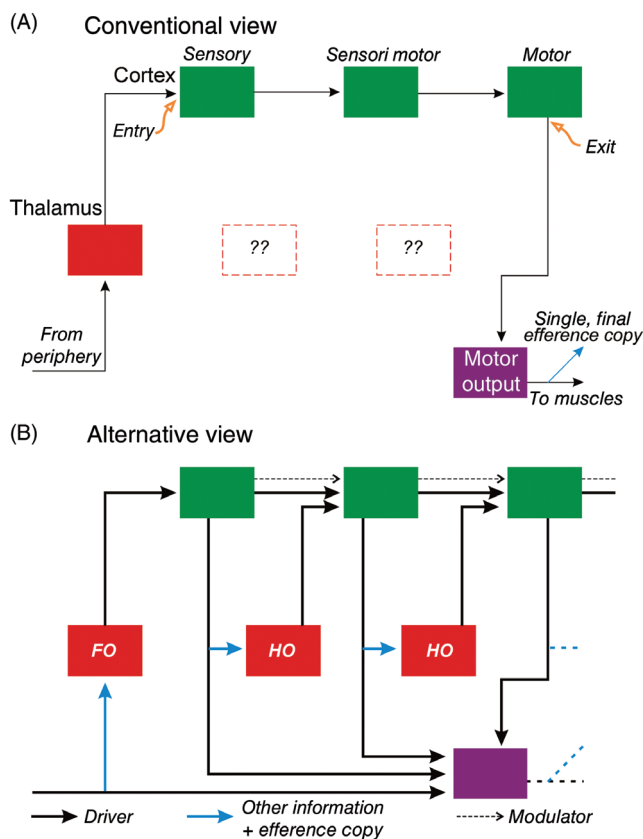 (A) Conventional view
Sensory
Sensori motor
Motor
Cortex
Entry
Exit
Thalamus
??
??
From
periphery
Single, final
efference copy
Motor
output
To muscles
(B) Alternative view
FO
HO
HO
Driver
Other information
+ efference copy
Modulator